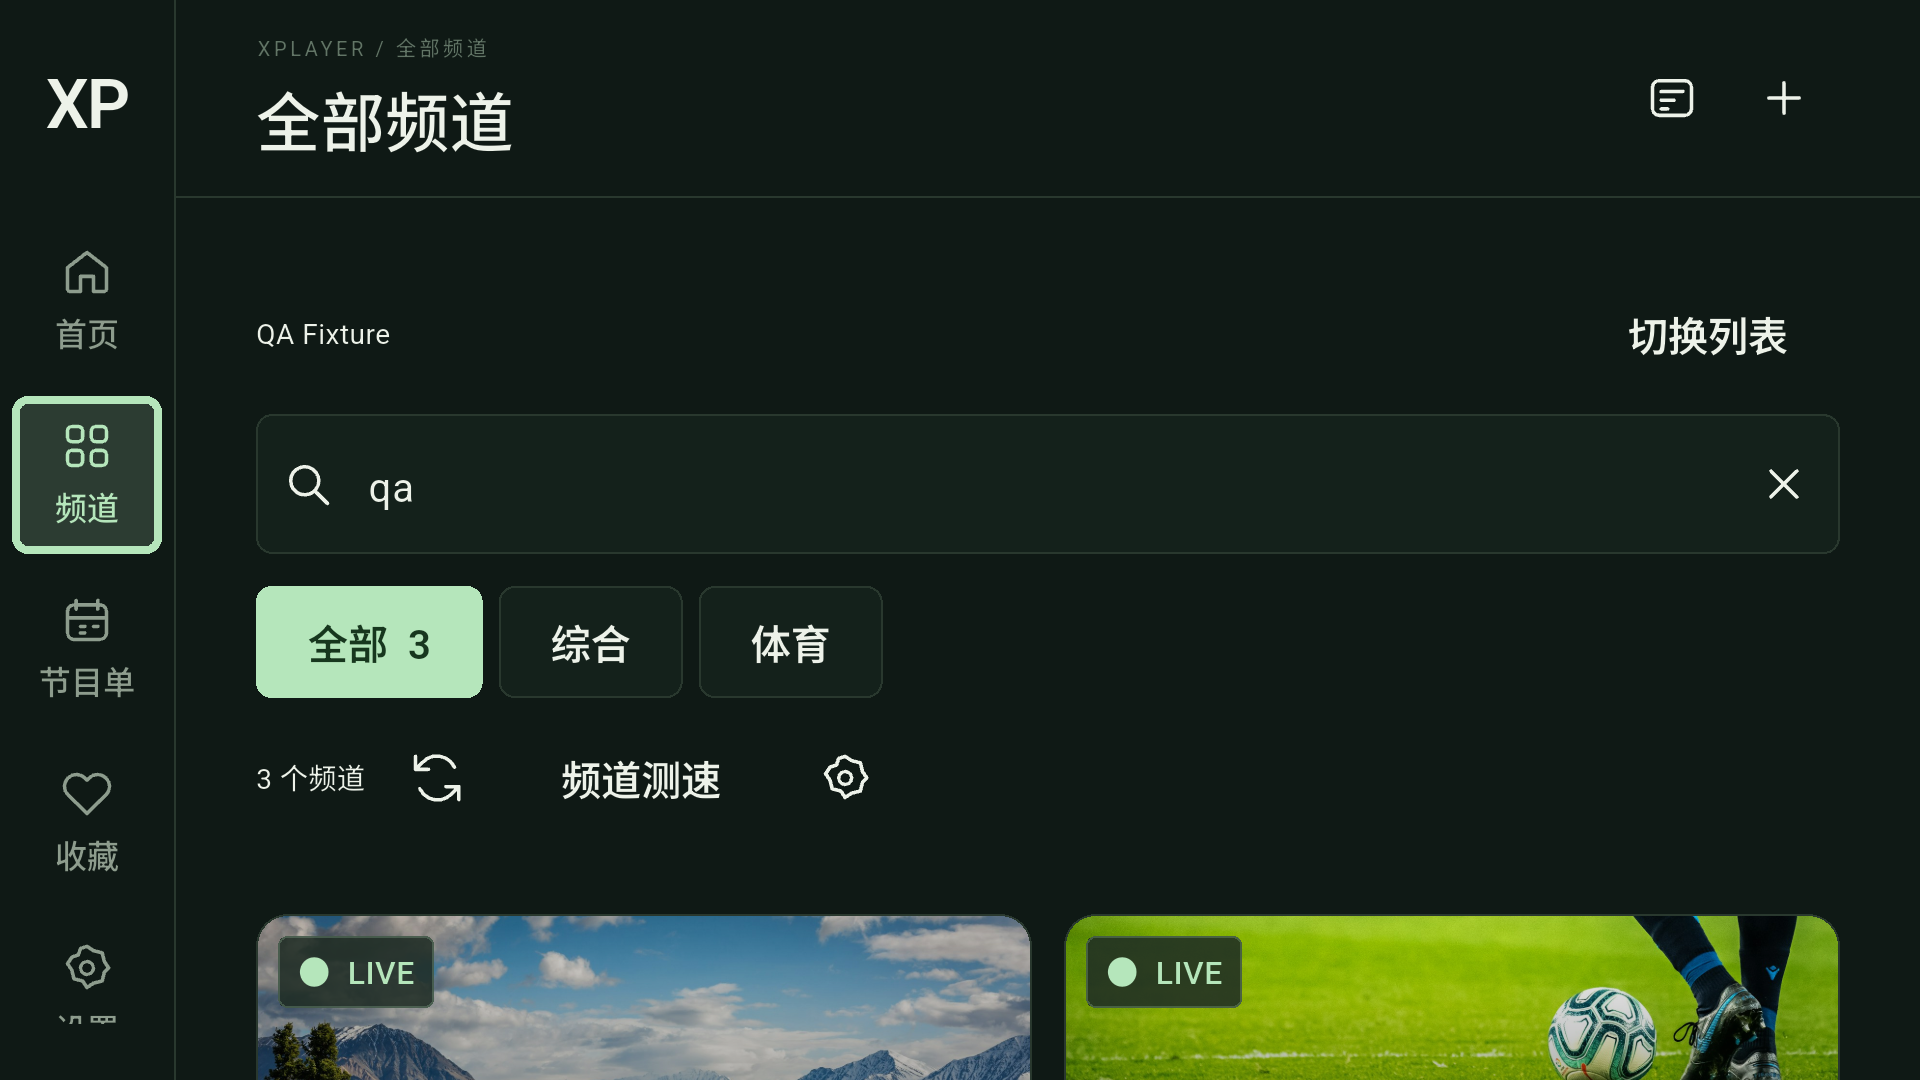 XPLAYER / 全部频道
XP
全部频道
首页
QA Fixture
切换列表
频道
qa
节目单
全部 3
综合
体育
3 个频道
频道测速
收藏
LIVE
LIVE
设置